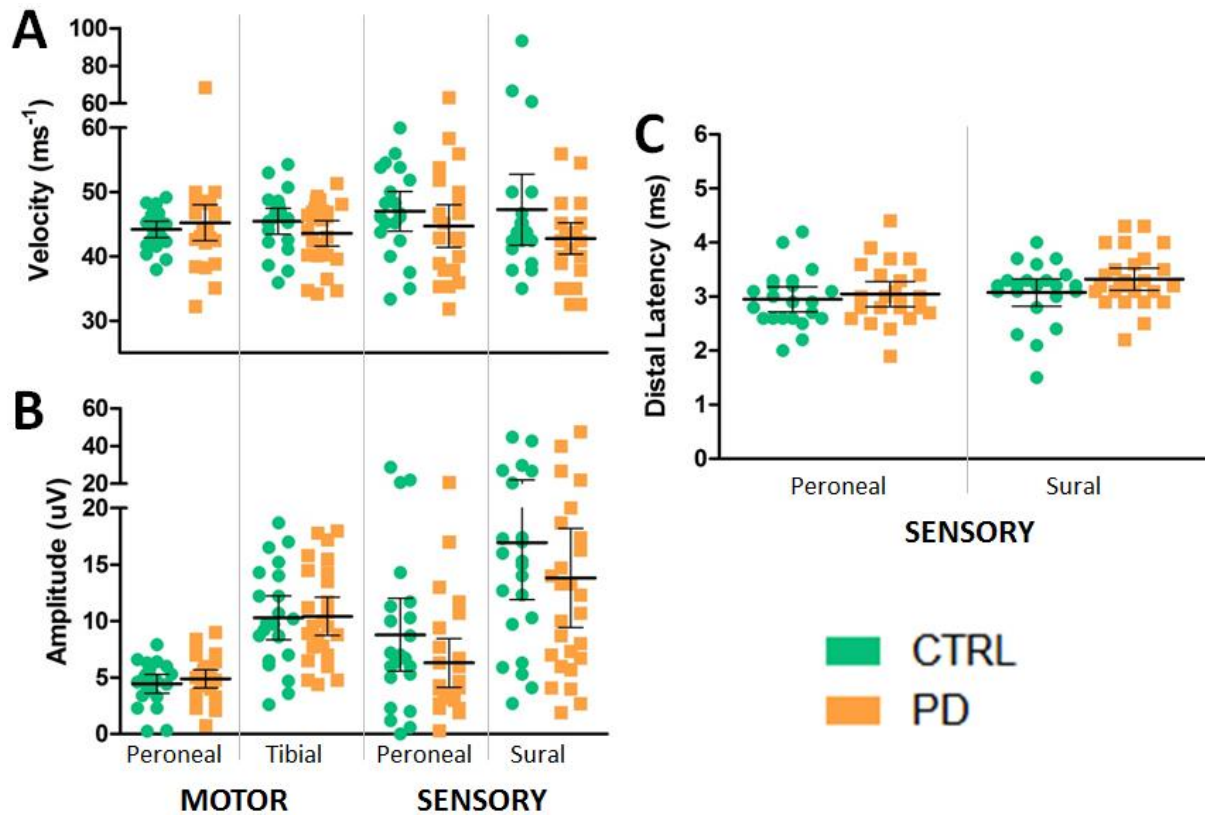 A
Velocity (ms⁻¹)
100
80
60
60
50
40
30
B
Amplitude (uV)
60
40
20
20
15
10
5
0
Peroneal Tibial Peroneal Sural
MOTOR SENSORY
C
Distal Latency (ms)
6
5
4
3
2
1
0
Peroneal Sural
SENSORY
CTRL
PD